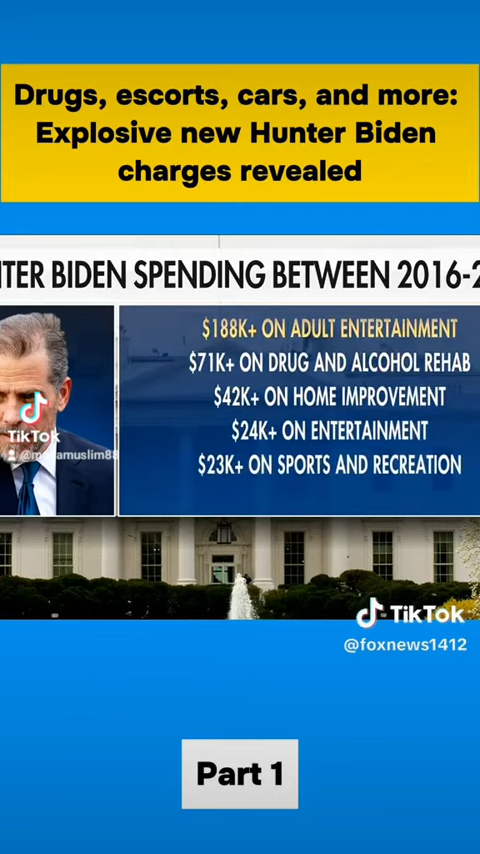 Drugs, escorts, cars, and more:
Explosive new Hunter Biden
charges revealed
TER BIDEN SPENDING BETWEEN 2016-2
$188K+ ON ADULT ENTERTAINMENT
$71K+ ON DRUG AND ALCOHOL REHAB
$42K+ ON HOME IMPROVEMENT
$24K+ ON ENTERTAINMENT
$23K+ ON SPORTS AND RECREATION
TikTok
TikTok
@foxnews1412
Part 1